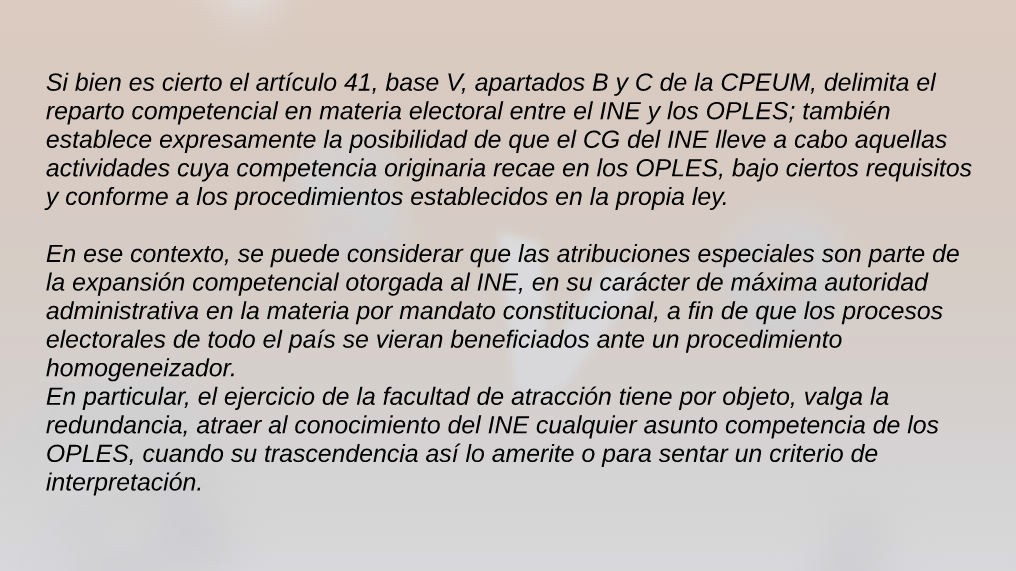 Si bien es cierto el artículo 41, base V, apartados B y C de la CPEUM, delimita el
reparto competencial en materia electoral entre el INE y los OPLES; también
establece expresamente la posibilidad de que el CG del INE lleve a cabo aquellas
actividades cuya competencia originaria recae en los OPLES, bajo ciertos requisitos
y conforme a los procedimientos establecidos en la propia ley.
En ese contexto, se puede considerar que las atribuciones especiales son parte de
la expansión competencial otorgada al INE, en su carácter de máxima autoridad
administrativa en la materia por mandato constitucional, a fin de que los procesos
electorales de todo el país se vieran beneficiados ante un procedimiento
homogeneizador.
En particular, el ejercicio de la facultad de atracción tiene por objeto, valga la
redundancia, atraer al conocimiento del INE cualquier asunto competencia de los
OPLES, cuando su trascendencia así lo amerite o para sentar un criterio de
interpretación.